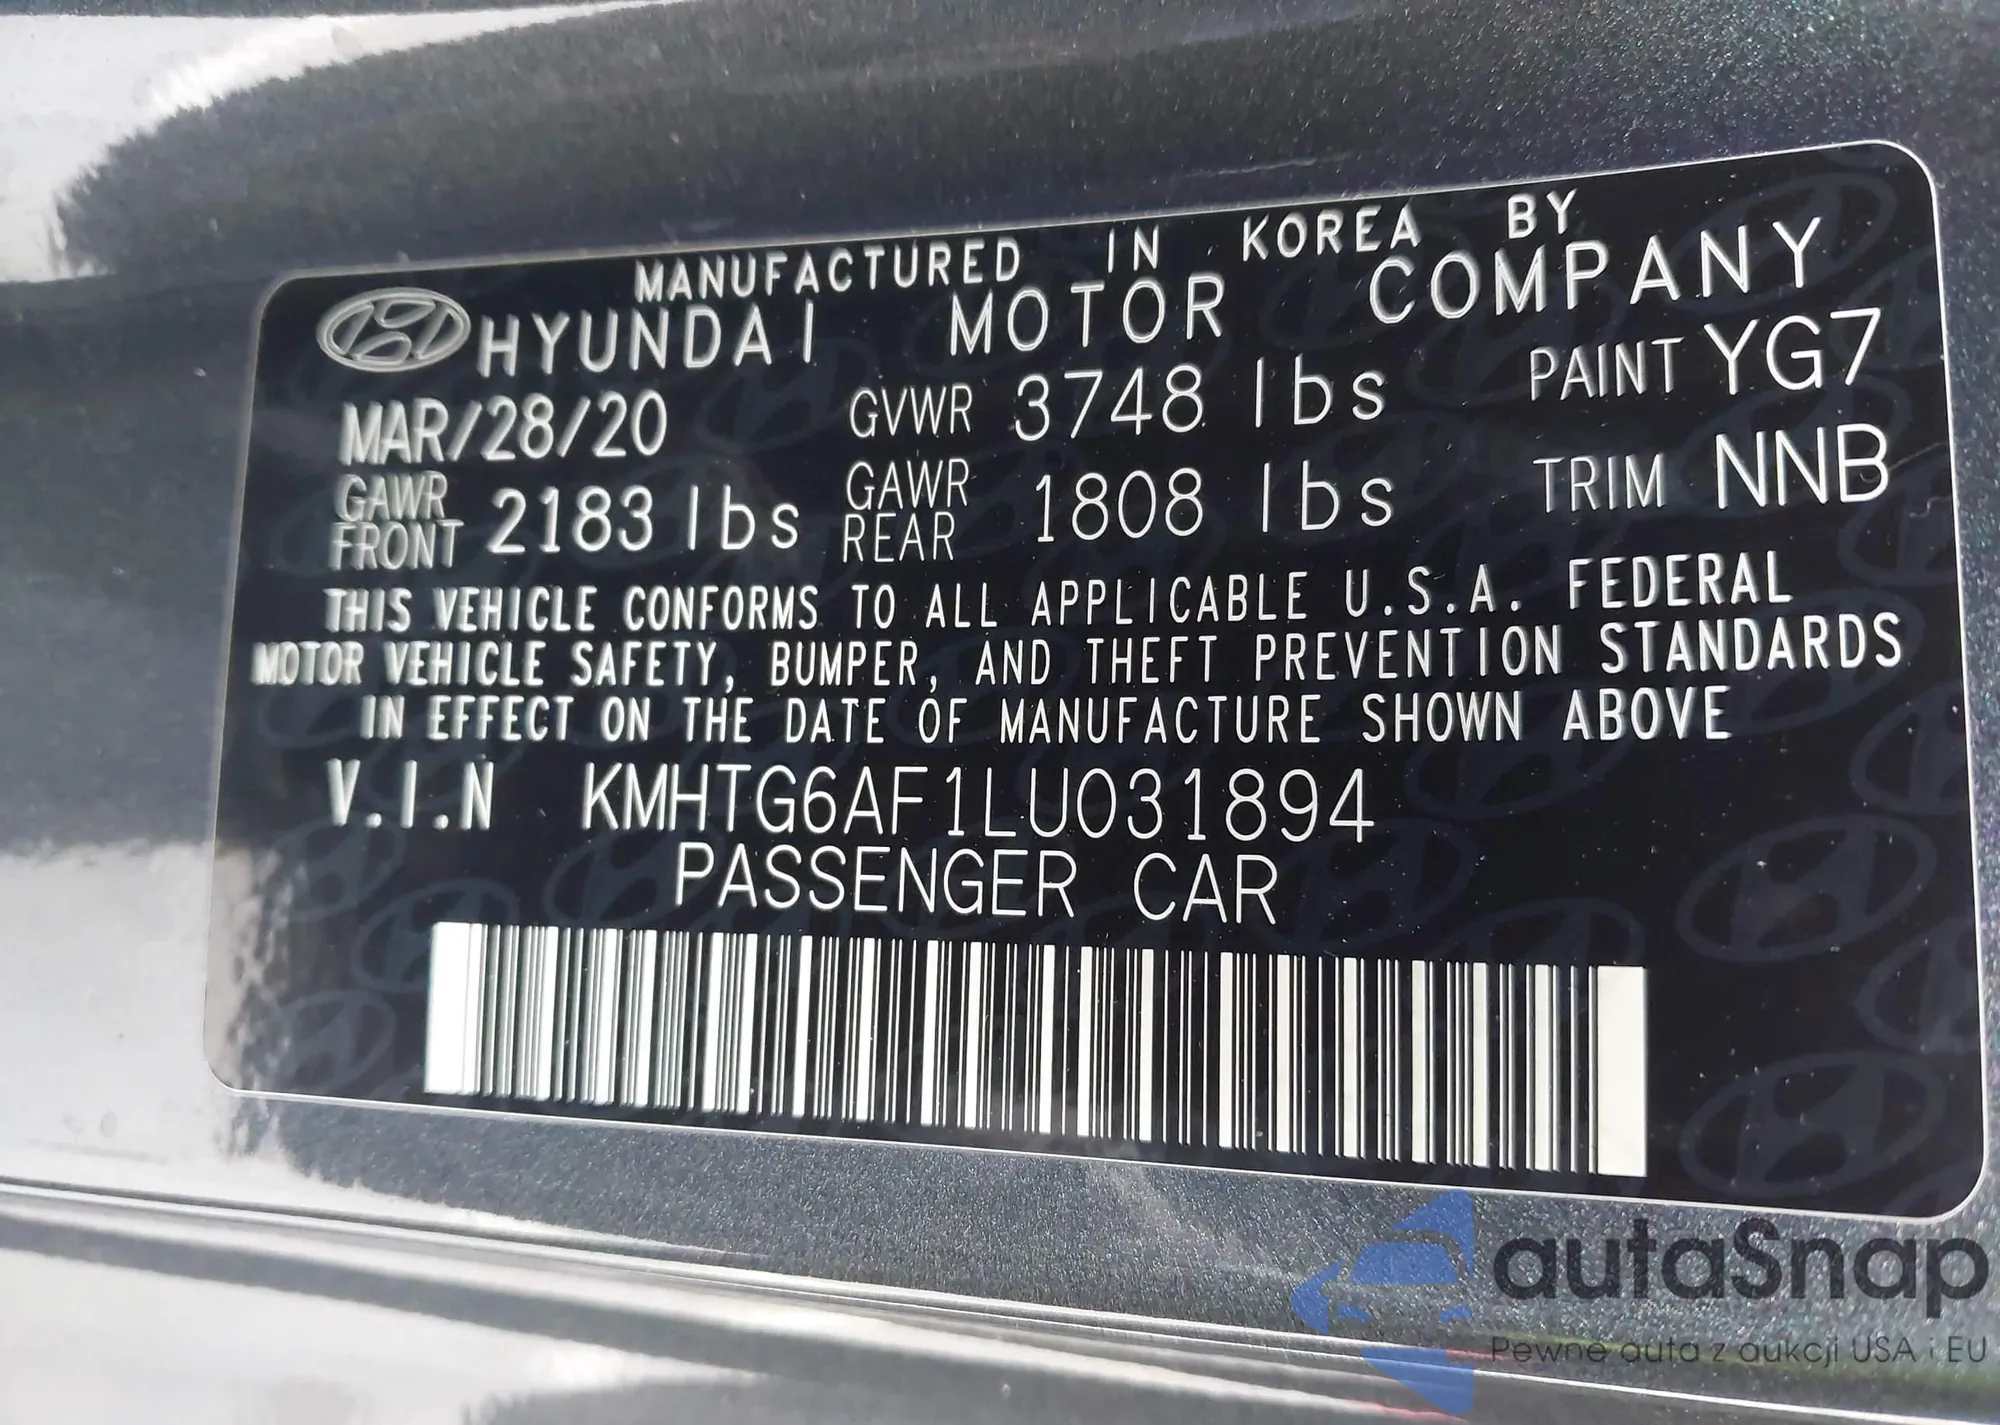 MANUFACTURED IN KOREA BY
HYUNDAI MOTOR COMPANY
MAR/28/20 GVWR 3748 lbs PAINT YG7
GAWR FRONT 2183 lbs GAWR REAR 1808 lbs TRIM NNB
THIS VEHICLE CONFORMS TO ALL APPLICABLE U.S.A. FEDERAL
MOTOR VEHICLE SAFETY, BUMPER, AND THEFT PREVENTION STANDARDS
IN EFFECT ON THE DATE OF MANUFACTURE SHOWN ABOVE
V.I.N KMHTG6AF1LU031894
PASSENGER CAR
autaSnap
Pewne auta z aukcji USA i EU